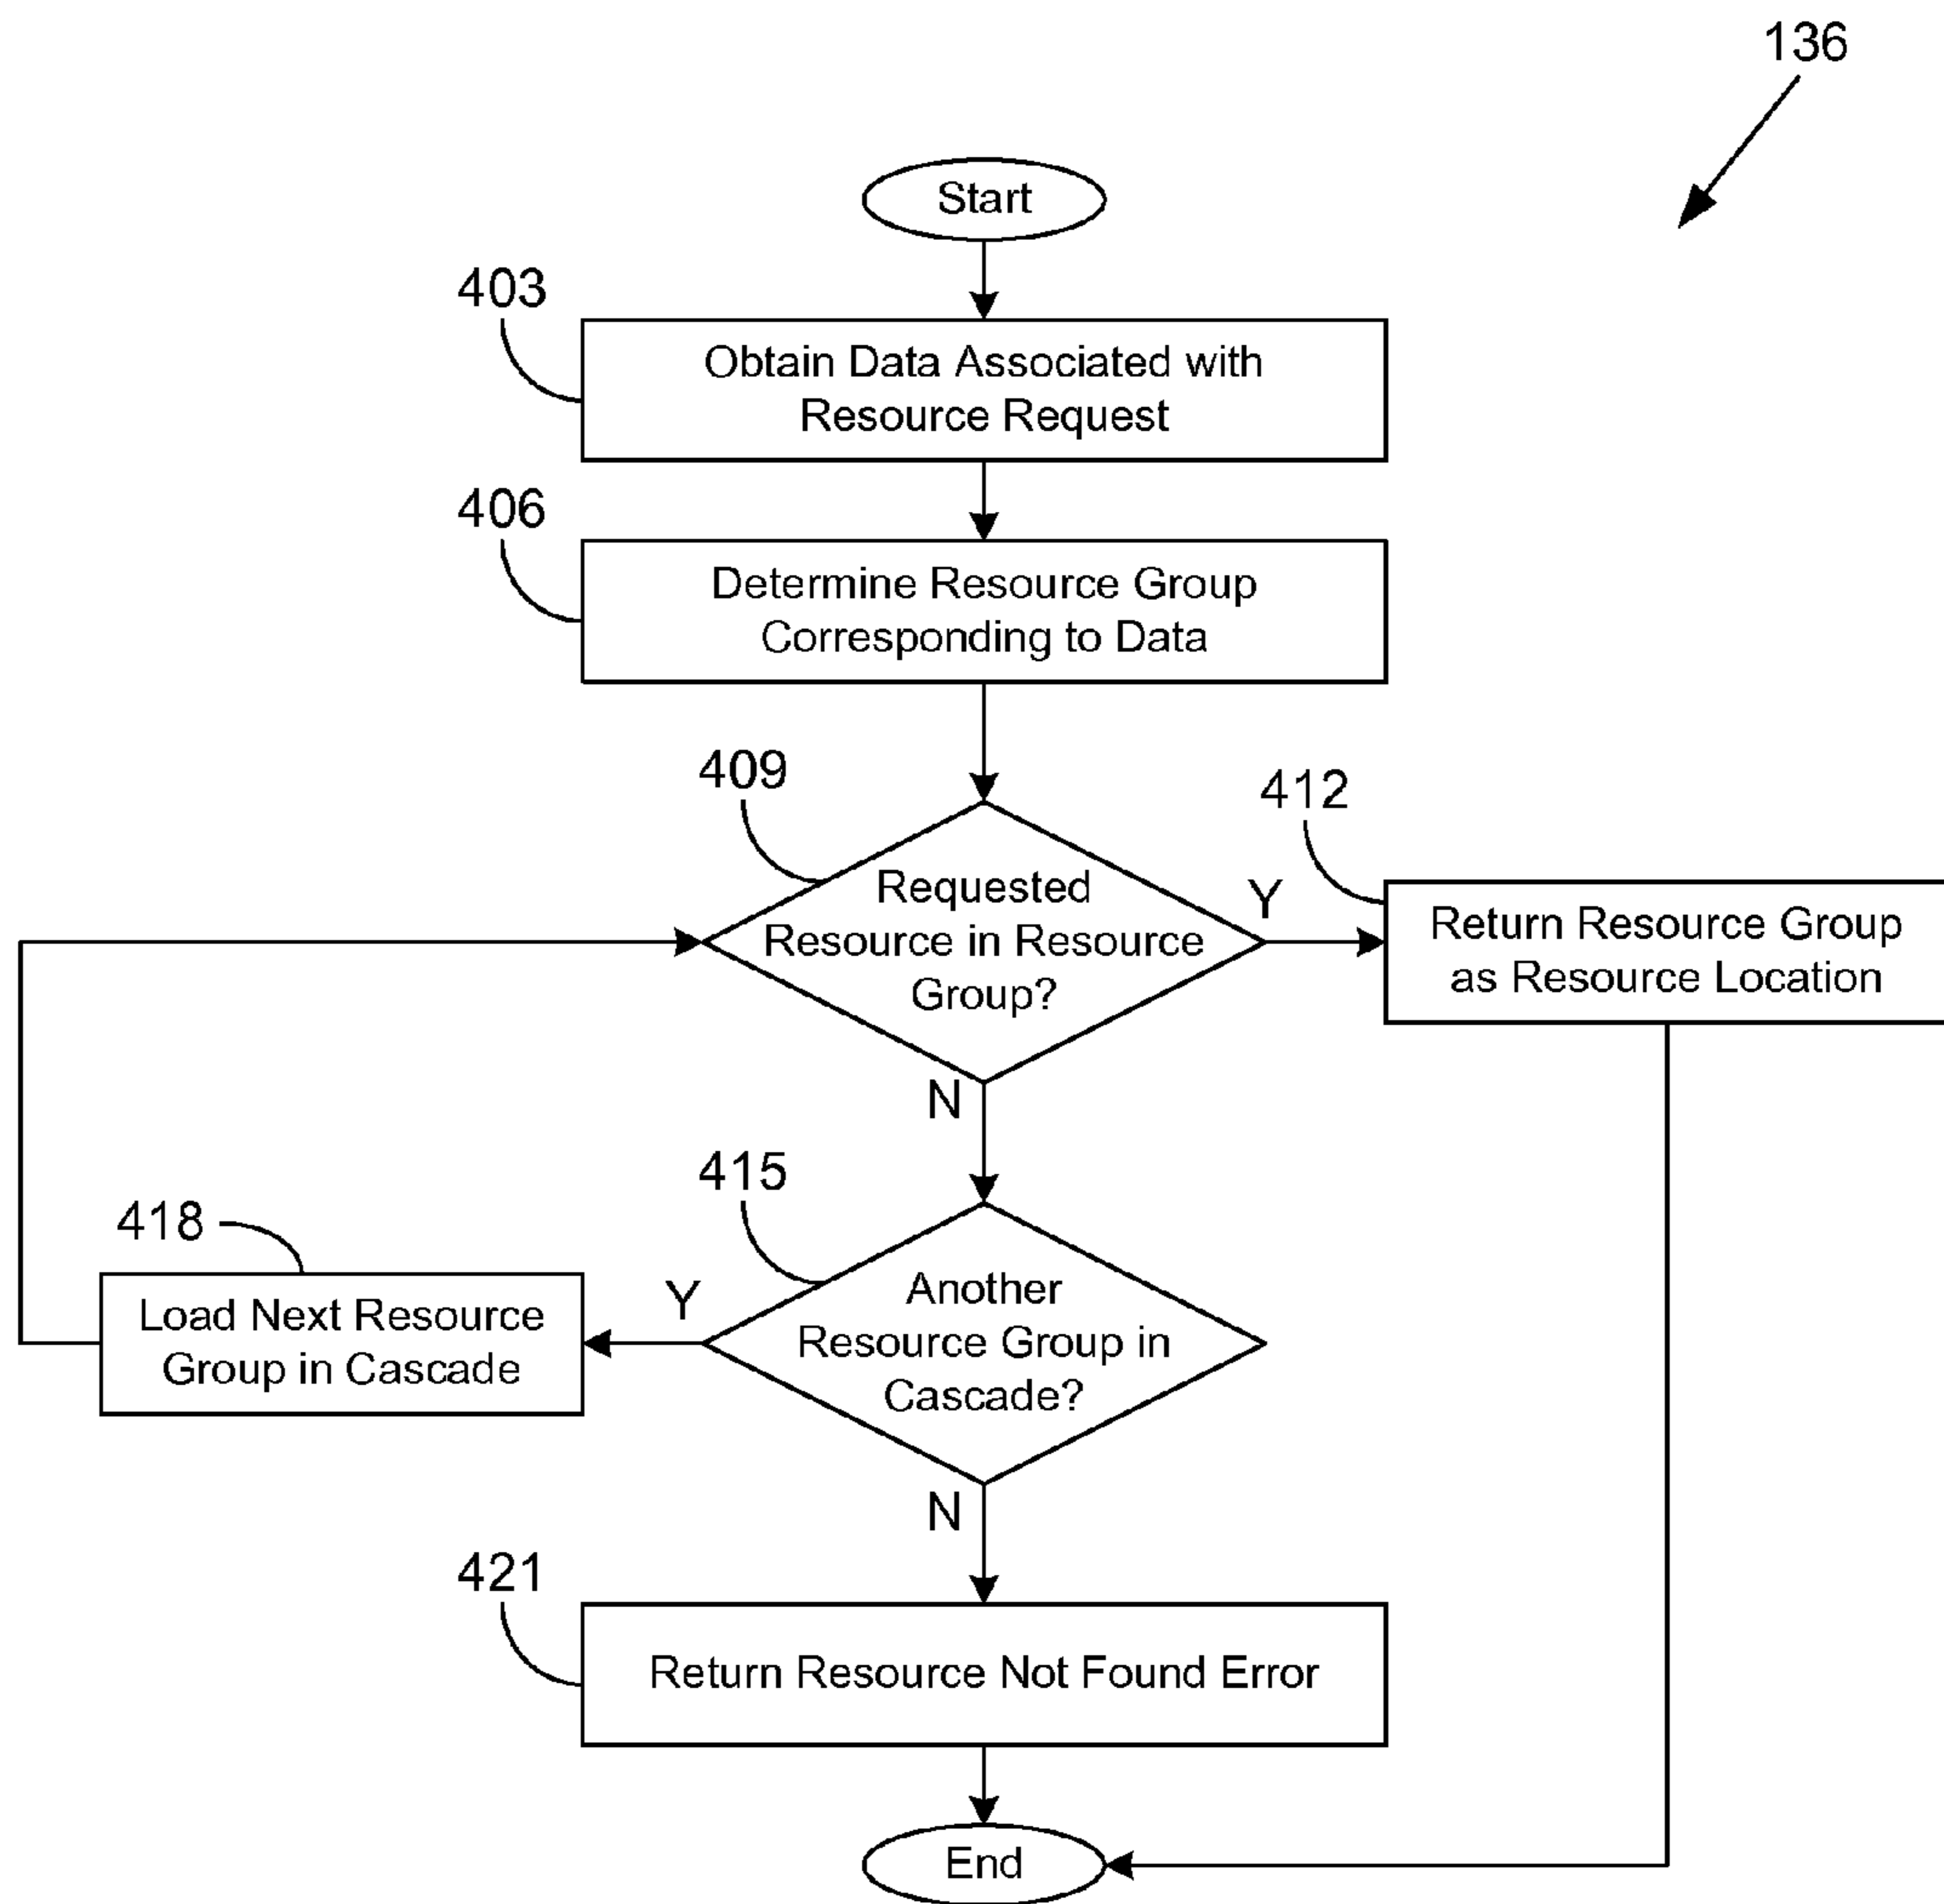 136
Start
403
Obtain Data Associated with
Resource Request
406
Determine Resource Group
Corresponding to Data
409
Requested
Resource in Resource
Group?
Y
412
Return Resource Group
as Resource Location
N
415
Another
Resource Group in
Cascade?
Y
418
Load Next Resource
Group in Cascade
N
421
Return Resource Not Found Error
End